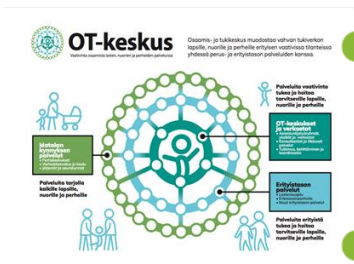 OT-keskus
Vaativinta osaamista lasten, nuorten ja perheiden palveluissa
Osaamis- ja tukikeskus muodostaa vahvan tukiverkon
lapsille, nuorille ja perheille erityisen vaativissa tilanteissa
yhdessä perus- ja erityistason palveluiden kanssa.
Palveluita vaativinta
tukea ja hoitoa
tarvitseville lapsille,
nuorille ja perheille
OT-keskukset
ja verkostot
Matalan
kynnyksen
palvelut
Palveluita tarjolla
kaikille lapsille,
nuorille ja perheille
Erityistason
palvelut
Palveluita erityistä
tukea ja hoitoa
tarvitseville lapsille,
nuorille ja perheille